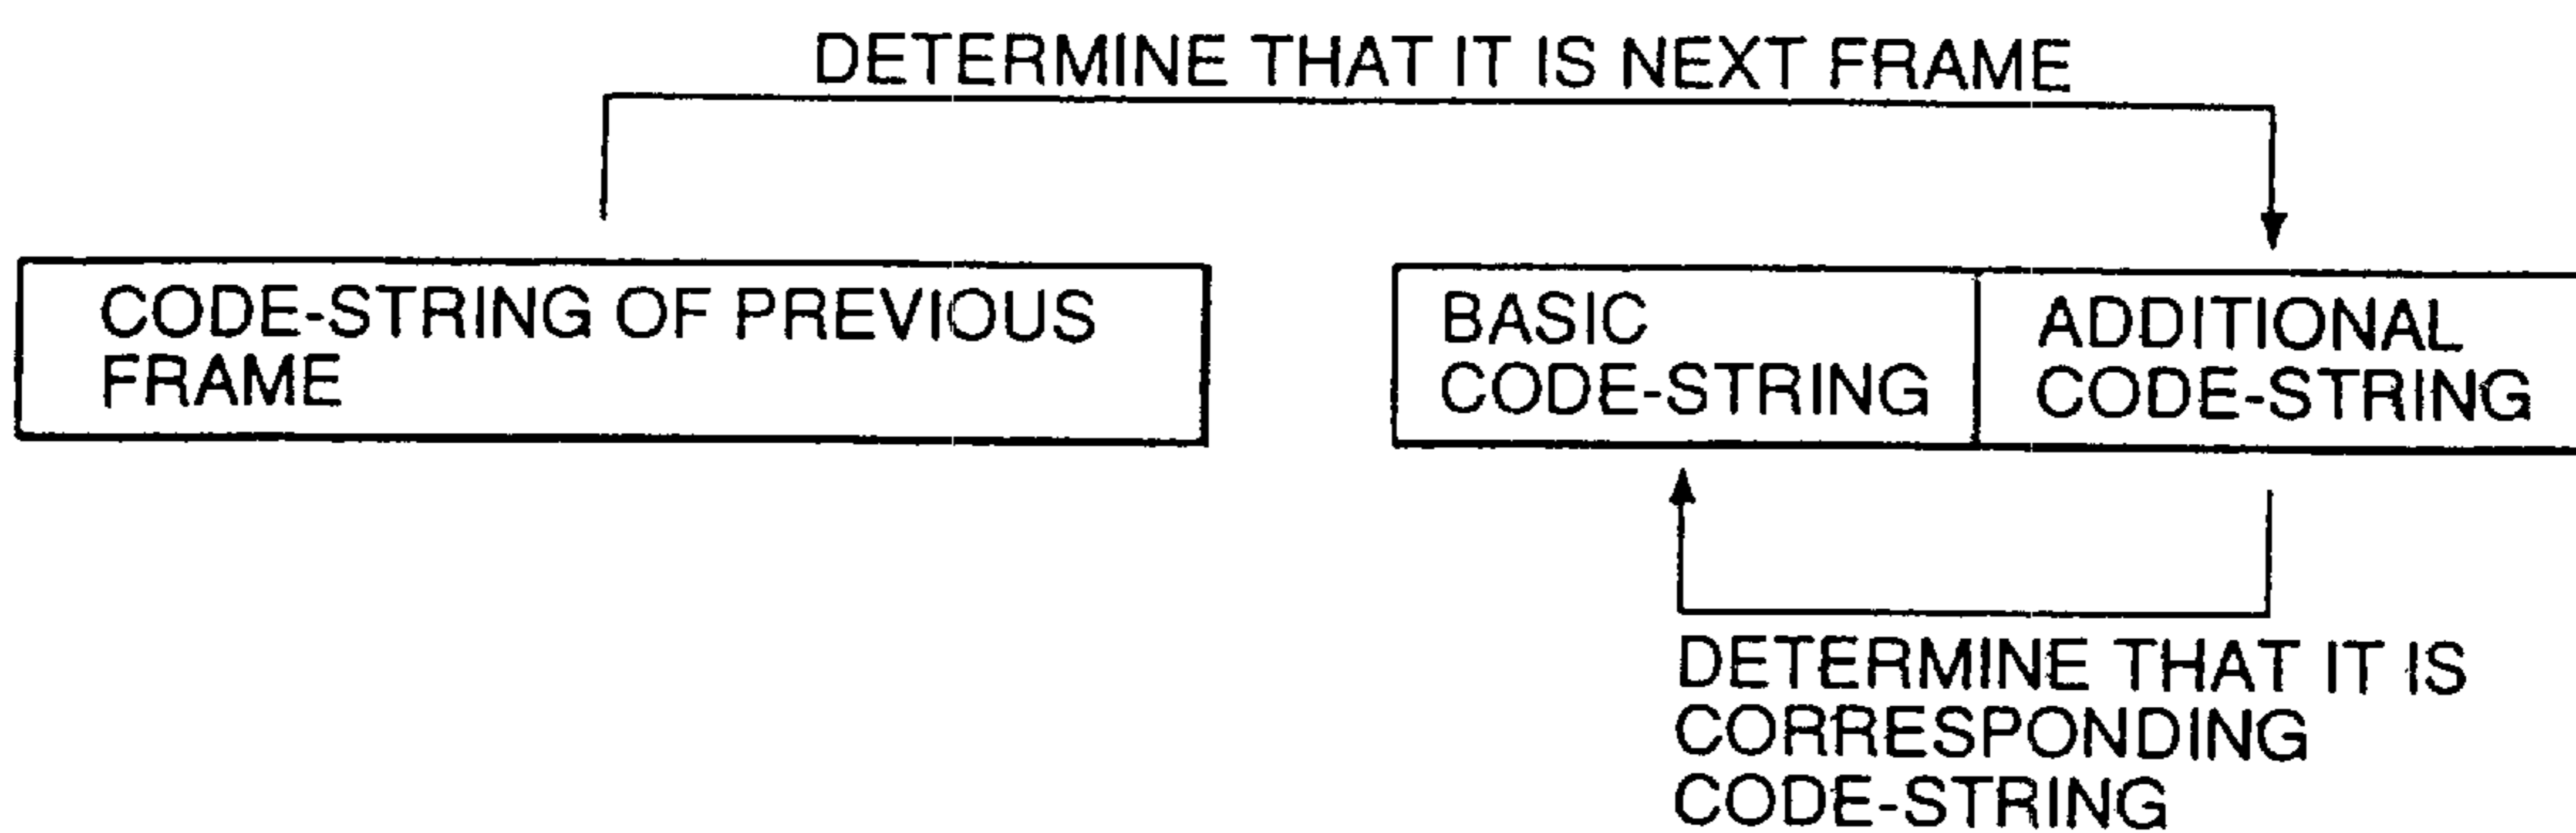 DETERMINE THAT IT IS NEXT FRAME
CODE-STRING OF PREVIOUS
FRAME
BASIC
CODE-STRING
ADDITIONAL
CODE-STRING
DETERMINE THAT IT IS
CORRESPONDING
CODE-STRING